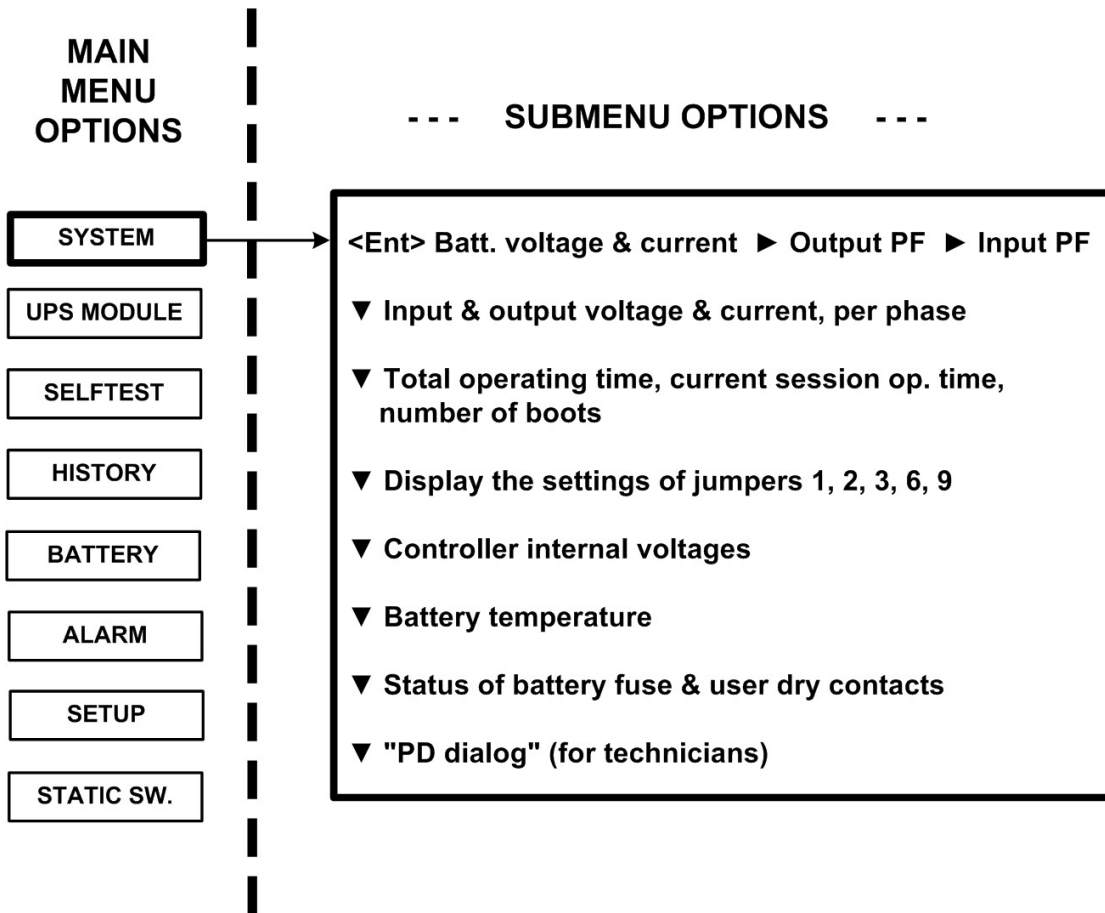 MAIN
MENU
OPTIONS
- - - SUBMENU OPTIONS - - -
SYSTEM
UPS MODULE
SELFTEST
HISTORY
BATTERY
ALARM
SETUP
STATIC SW.
<Ent> Batt. voltage & current ► Output PF ► Input PF
▼ Input & output voltage & current, per phase
▼ Total operating time, current session op. time,
number of boots
▼ Display the settings of jumpers 1, 2, 3, 6, 9
▼ Controller internal voltages
▼ Battery temperature
▼ Status of battery fuse & user dry contacts
▼ "PD dialog" (for technicians)